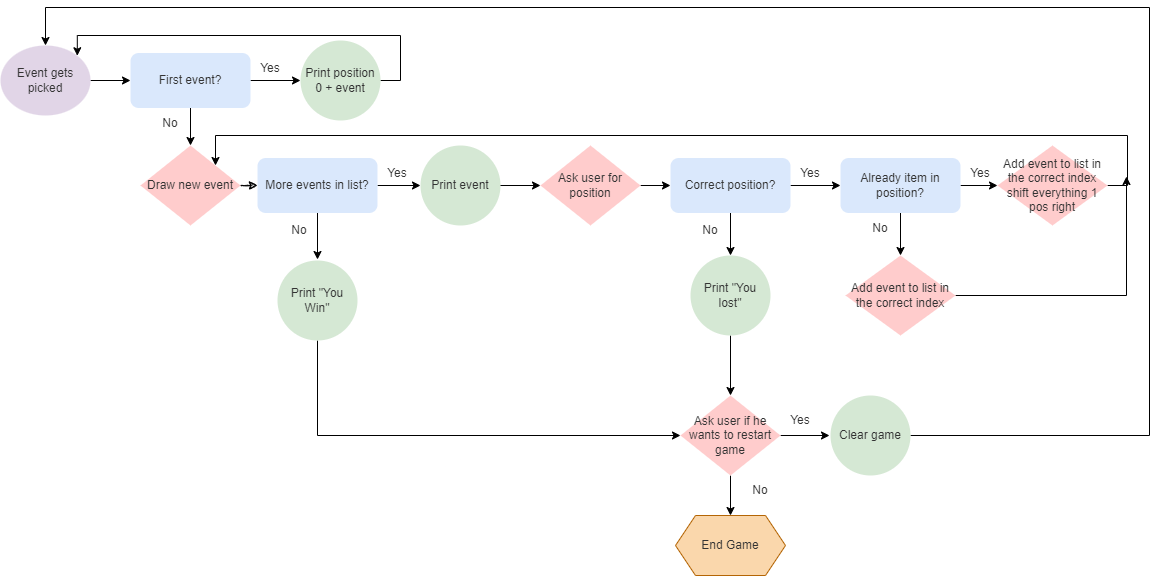 Event gets
picked
First event?
Yes
Print position
0 + event
No
Draw new event
More events in list?
Yes
Print event
Ask user for
position
Correct position?
Yes
Already item in
position?
Yes
Add event to list in
the correct index
shift everything 1
pos right
No
No
No
Print "You
Win"
Print "You
lost"
Add event to list in
the correct index
Ask user if he
wants to restart
game
Yes
Clear game
No
End Game